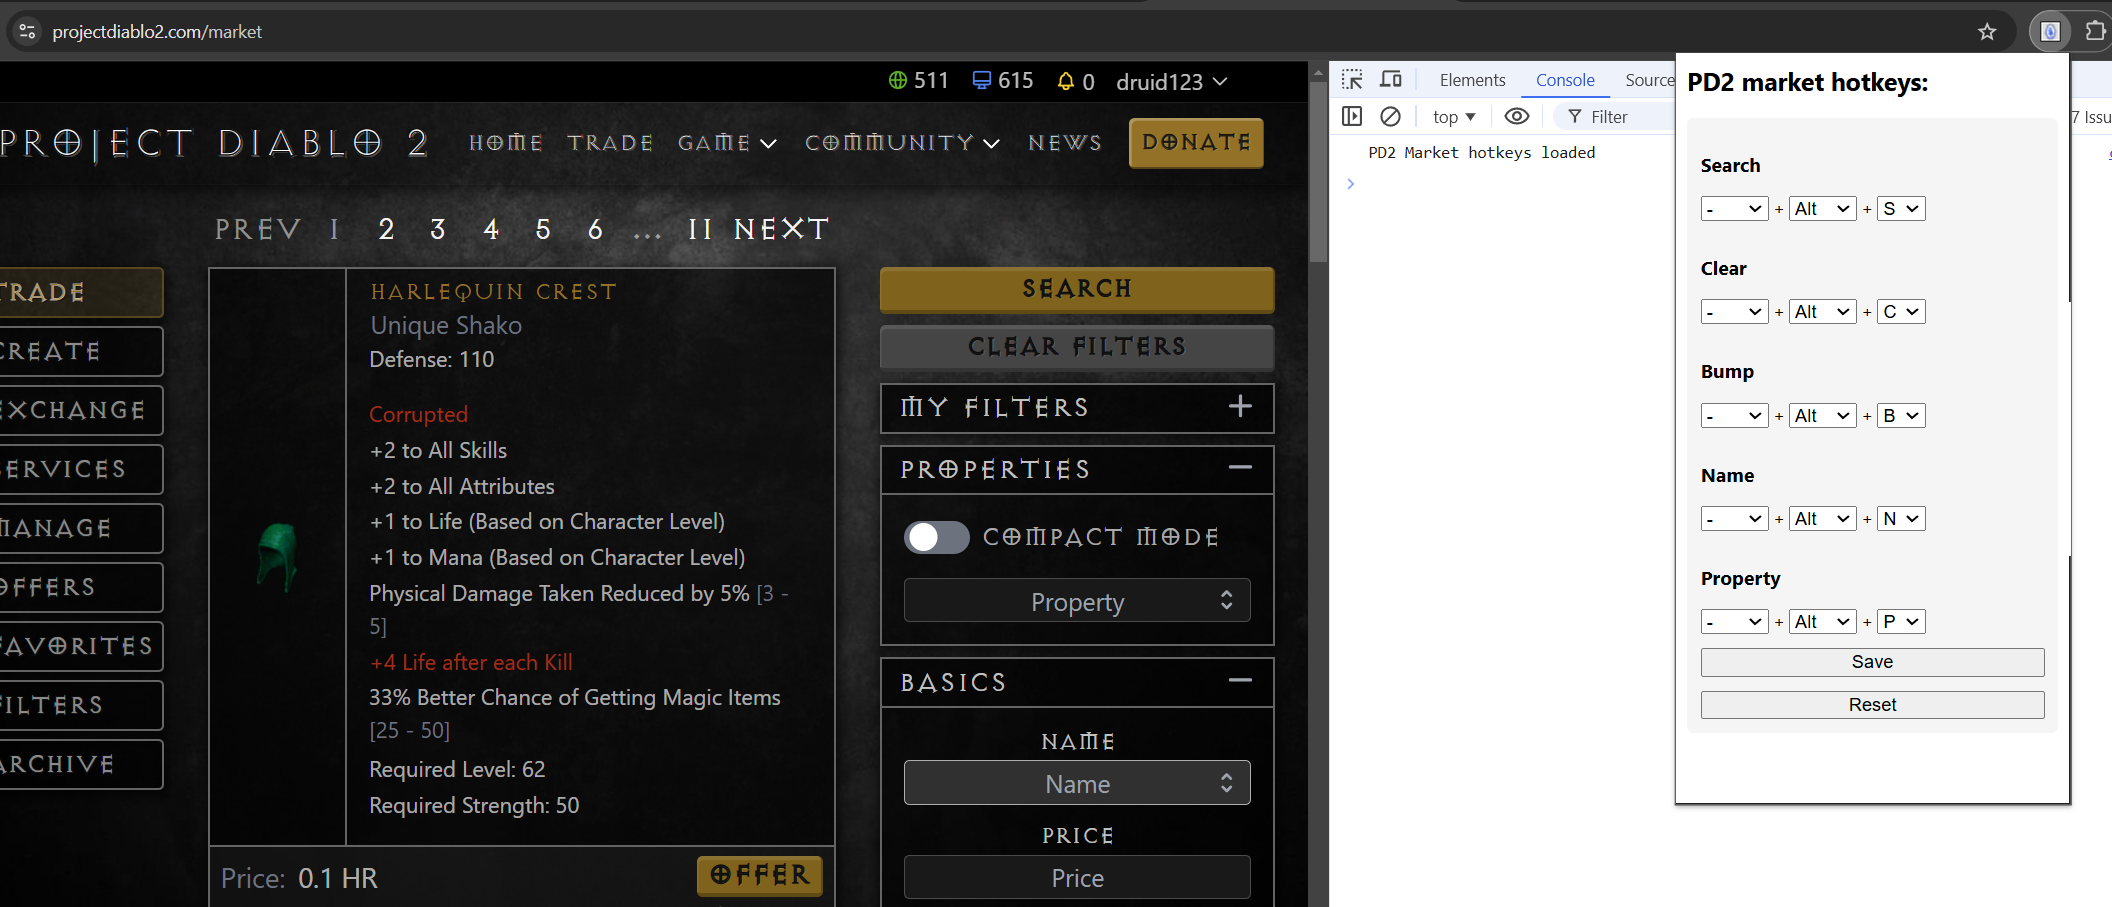 projectdiablo2.com/market
511 615 0 druid123
PROJECT DIABLO 2 HOME TRADE GAME COMMUNITY NEWS DONATE
PREV 1 2 3 4 5 6 ... 11 NEXT
TRADE
CREATE
EXCHANGE
SERVICES
MANAGE
OFFERS
FAVORITES
FILTERS
ARCHIVE
HARLEQUIN CREST
Unique Shako
Defense: 110
Corrupted
+2 to All Skills
+2 to All Attributes
+1 to Life (Based on Character Level)
+1 to Mana (Based on Character Level)
Physical Damage Taken Reduced by 5% [3 -
5]
+4 Life after each Kill
33% Better Chance of Getting Magic Items
[25 - 50]
Required Level: 62
Required Strength: 50
Price: 0.1 HR OFFER
SEARCH
CLEAR FILTERS
MY FILTERS
PROPERTIES
COMPACT MODE
Property
BASICS
NAME
Name
PRICE
Price
Elements Console Source
top Filter 7 Issu
PD2 Market hotkeys loaded
PD2 market hotkeys:
Search
- + Alt + S
Clear
- + Alt + C
Bump
- + Alt + B
Name
- + Alt + N
Property
- + Alt + P
Save
Reset